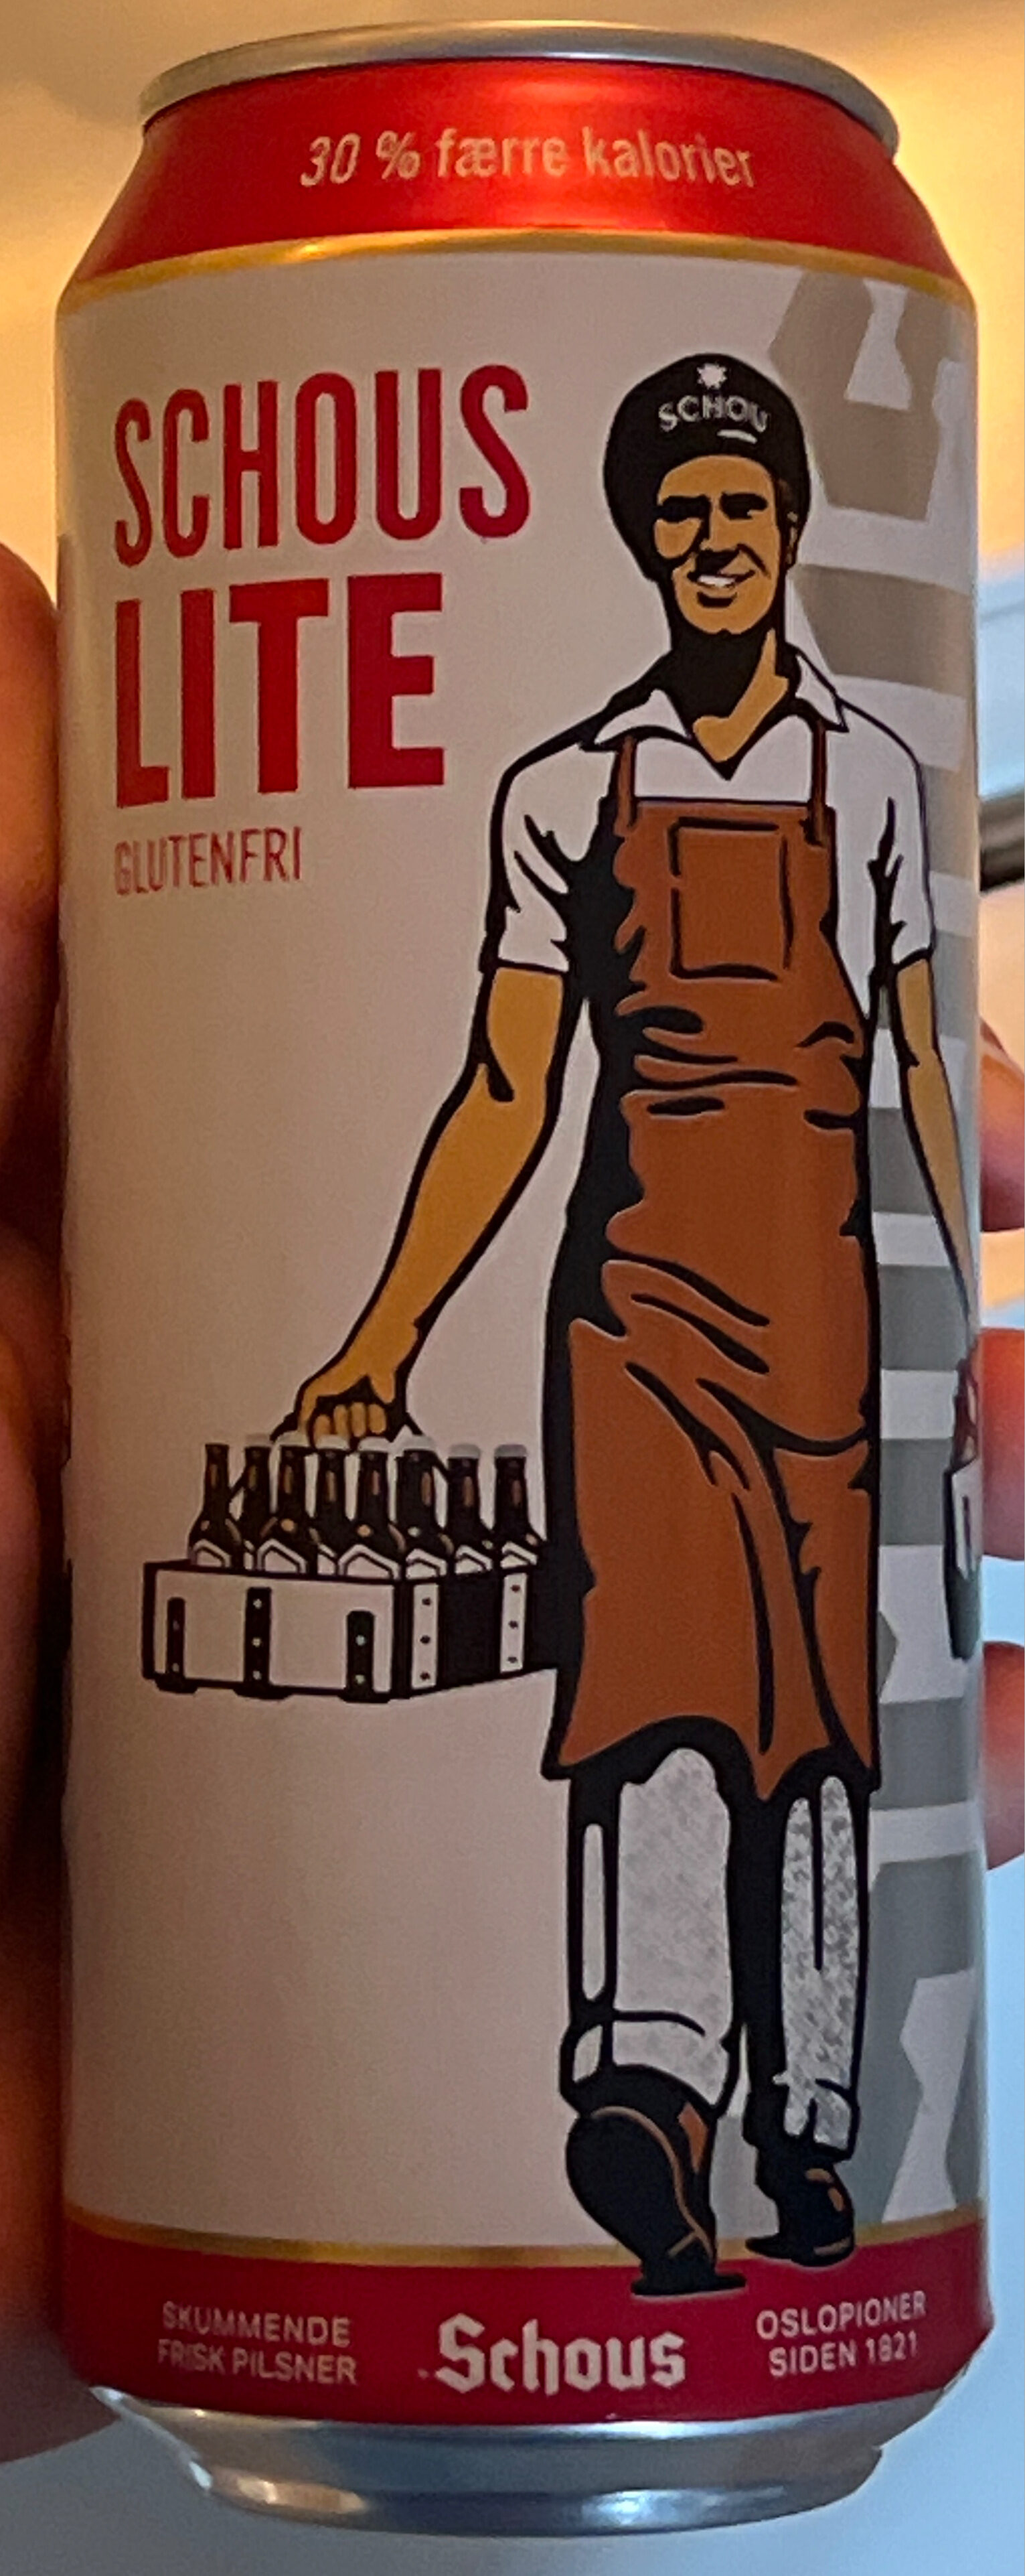 30 % færre kalorier
SCHOUS
LITE
GLUTENFRI
SCHOU
SKUMMENDE
FRISK PILSNER
Schous
OSLOPIONER
SIDEN 1821